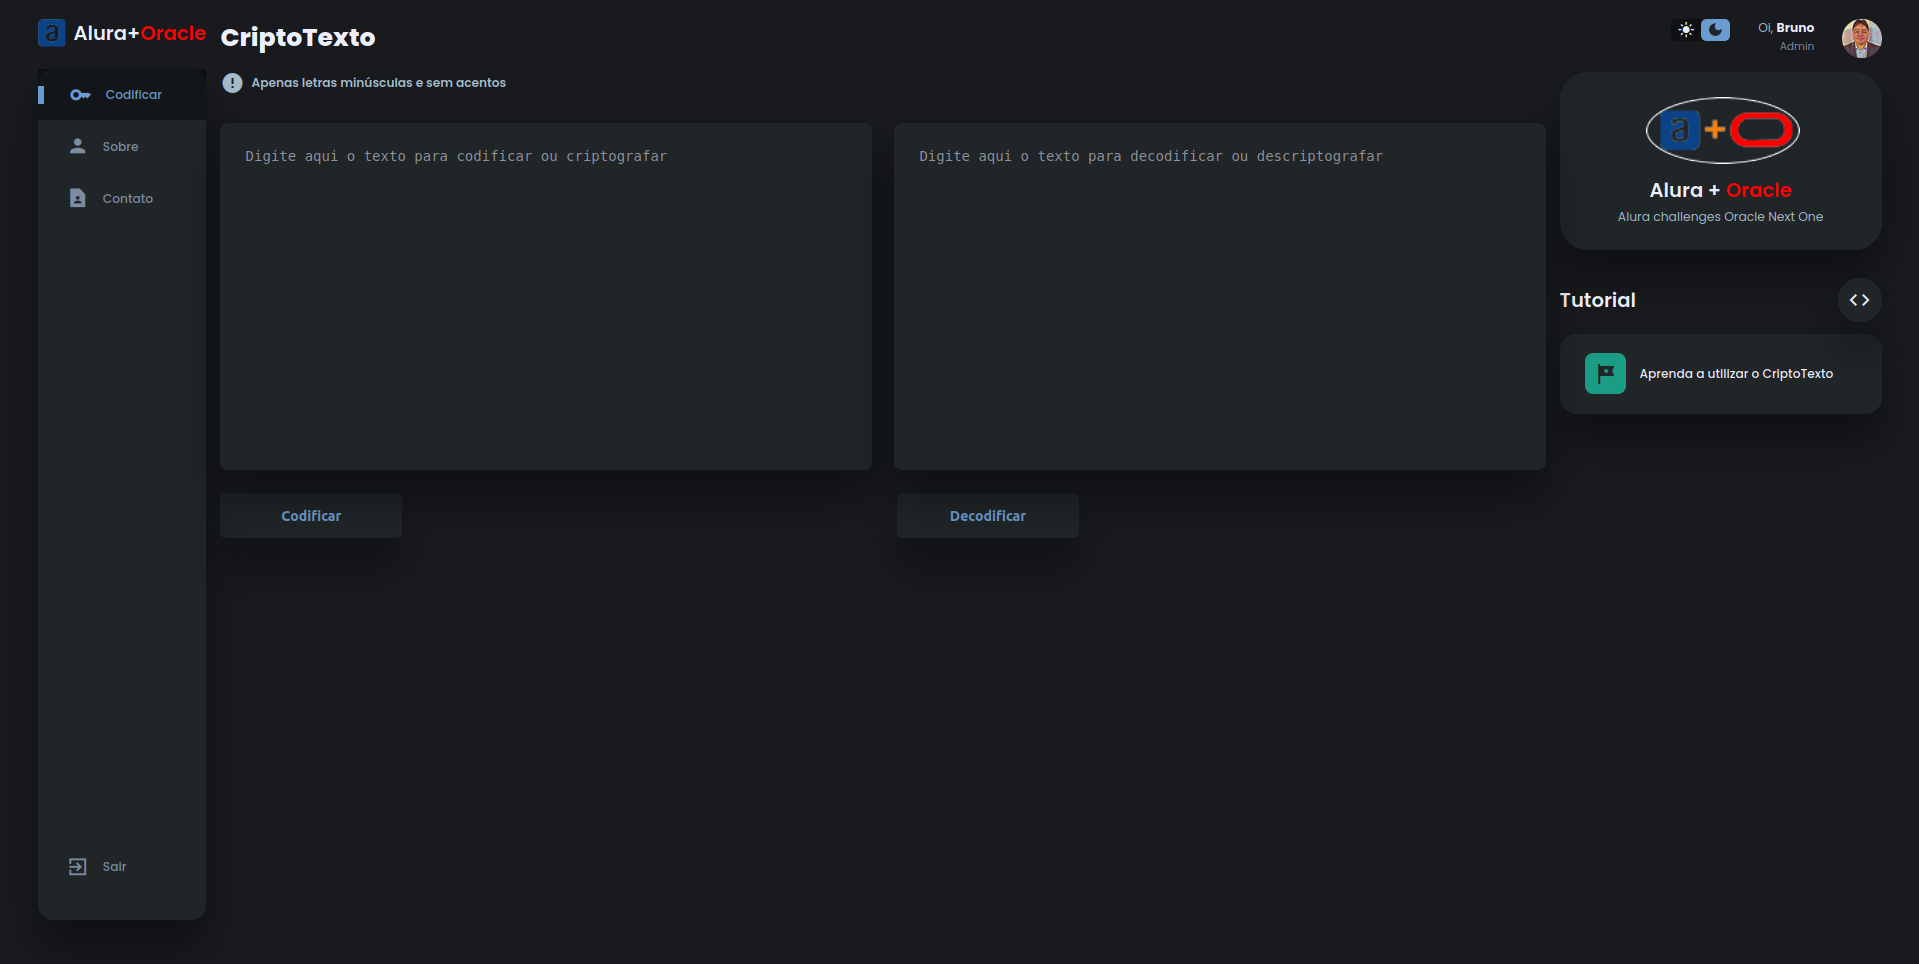 Alura+Oracle
CriptoTexto
Oi, Bruno
Admin
Codificar
Sobre
Contato
Sair
Apenas letras minúsculas e sem acentos
Digite aqui o texto para codificar ou criptografar
Digite aqui o texto para decodificar ou descriptografar
Codificar
Decodificar
a+
Alura + Oracle
Alura challenges Oracle Next One
Tutorial
Aprenda a utilizar o CriptoTexto